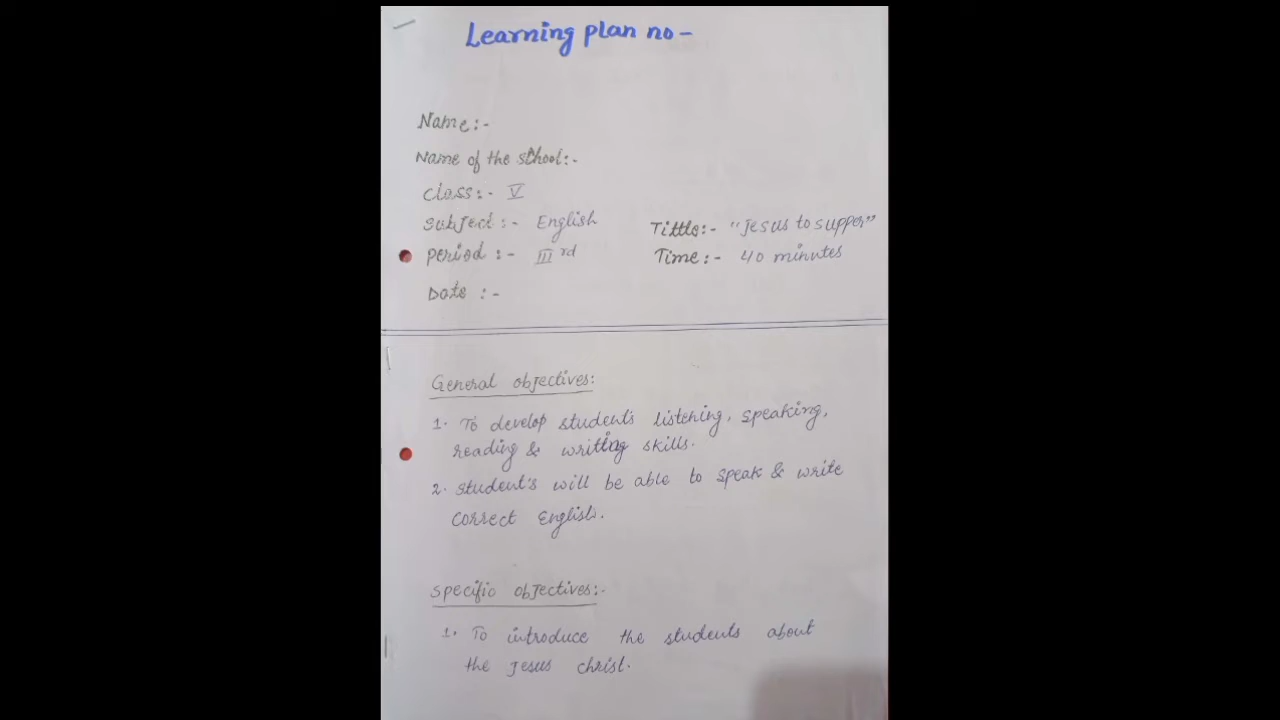 Learning plan no -
Name:-
Name of the school:-
Class:- V
Subject:- English
Tittle:- "Jesus to supper"
Period :- III rd
Time:- 40 minutes
Date :-
General objectives:
1. To develop student's listening, speaking,
reading & writing skills.
2. student's will be able to speak & write
correct English.
Specific objectives:-
1. To introduce the students about
the Jesus christ.